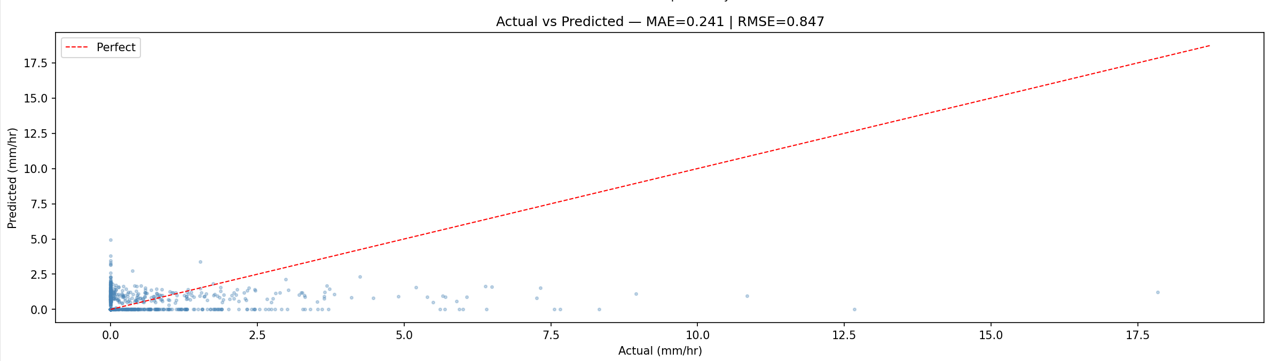 Actual vs Predicted — MAE=0.241 | RMSE=0.847
Perfect
17.5
15.0
12.5
10.0
7.5
5.0
2.5
0.0
Predicted (mm/hr)
0.0 2.5 5.0 7.5 10.0 12.5 15.0 17.5
Actual (mm/hr)